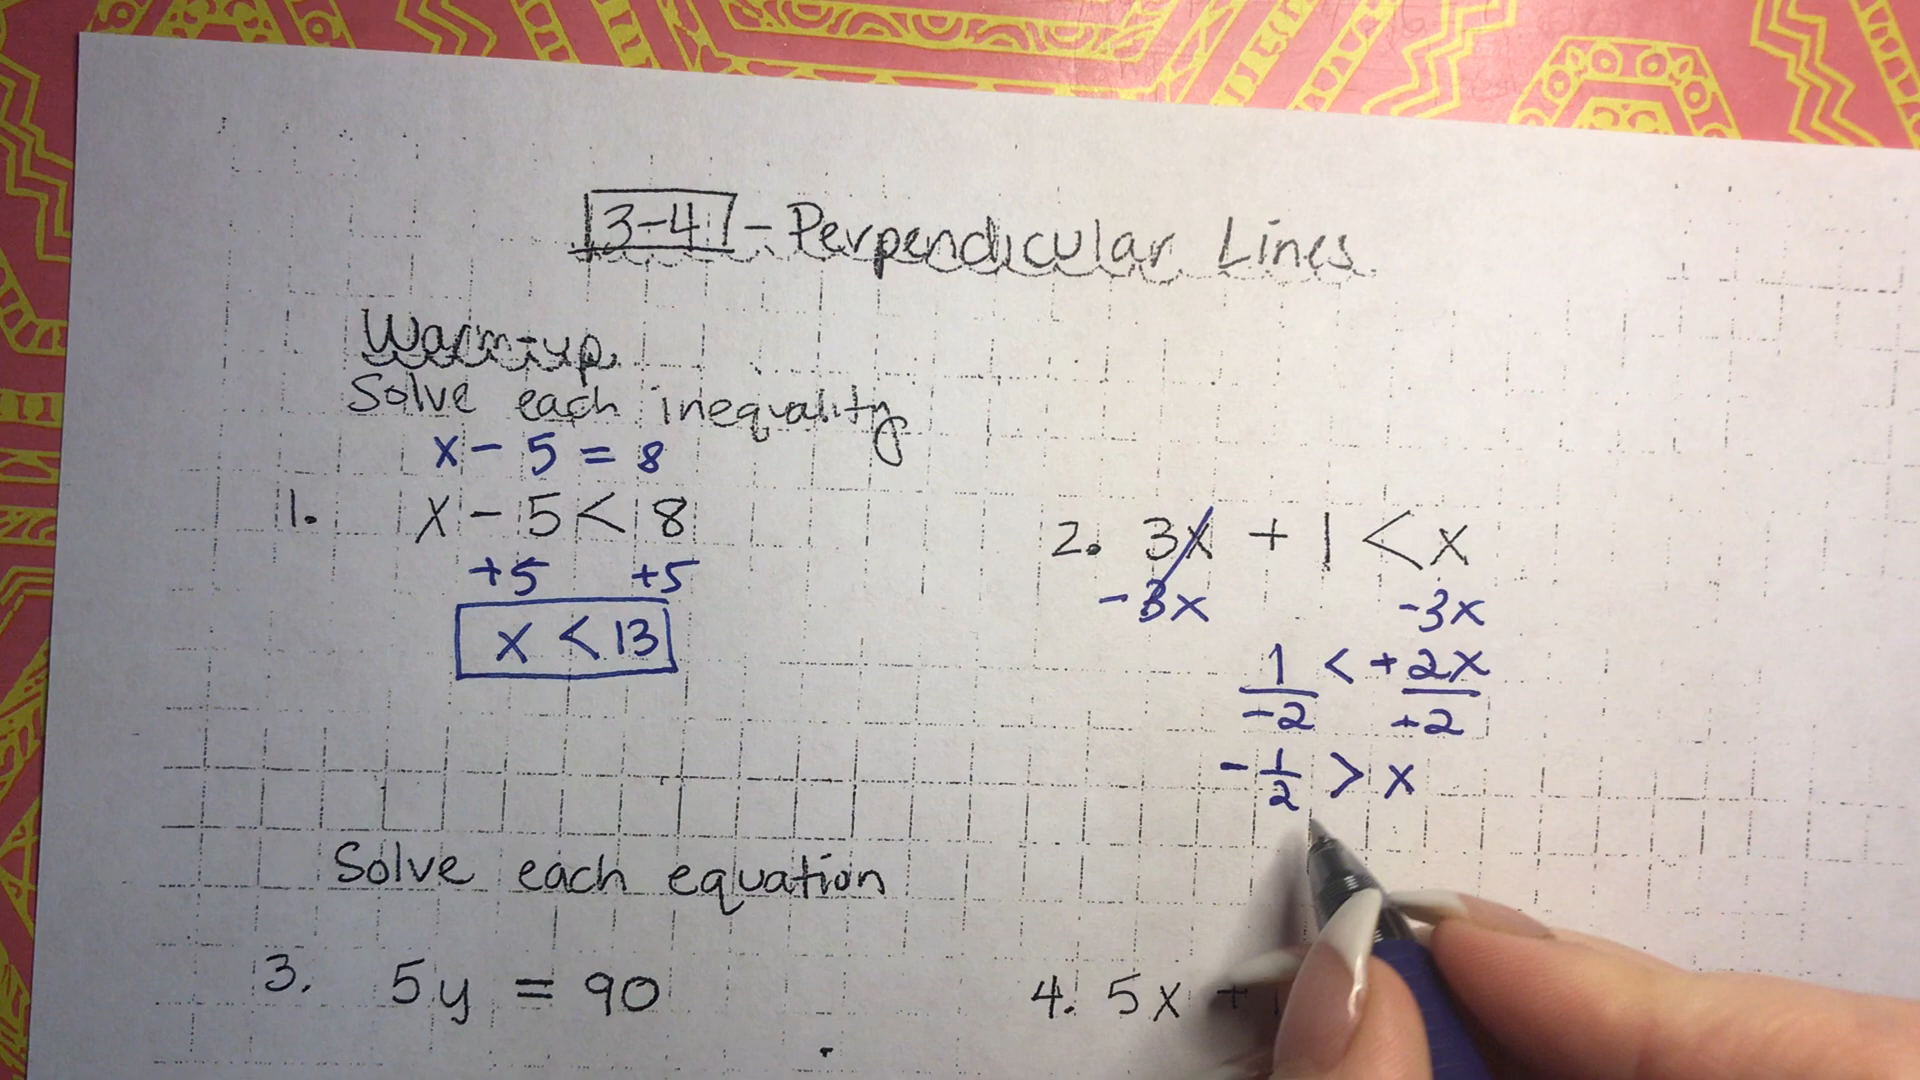 3-4 - Perpendicular Lines
Warm-up
Solve each inequality
x - 5 = 8
1. x - 5 < 8
+5 +5
x < 13
2. 3x + 1 < x
-3x -3x
1 < +2x
-2 +2
- 1/2 > x
Solve each equation
3. 5y = 90
4. 5x +